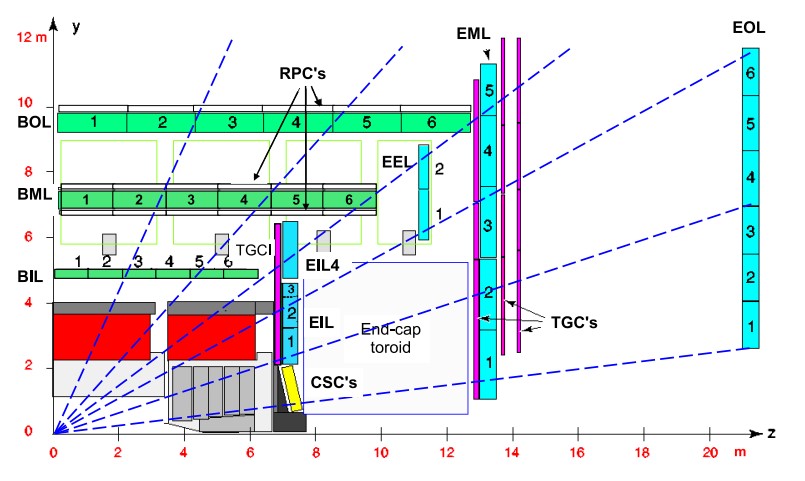 y
12 m
EML
EOL
RPC's
6
10
5
BOL
1 2 3 4 5 6
5
8
EEL
2
4
4
BML
1 2 3 4 5 6
1
3
3
6
TGCI
1 2 3 4 5 6
EIL4
2
BIL
3
2
4
2
EIL
1
End-cap
toroid
TGC's
1
1
2
CSC's
0
z
0 2 4 6 8 10 12 14 16 18 20 m